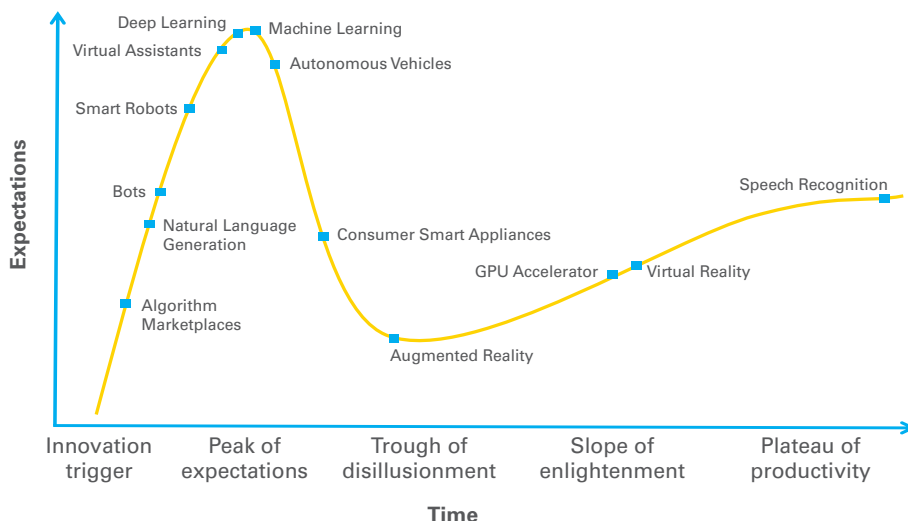 Deep Learning
Machine Learning
Virtual Assistants
Autonomous Vehicles
Smart Robots
Bots
Speech Recognition
Natural Language
Generation
Consumer Smart Appliances
GPU Accelerator
Virtual Reality
Algorithm
Marketplaces
Augmented Reality
Expectations
Innovation
trigger
Peak of
expectations
Trough of
disillusionment
Slope of
enlightenment
Plateau of
productivity
Time